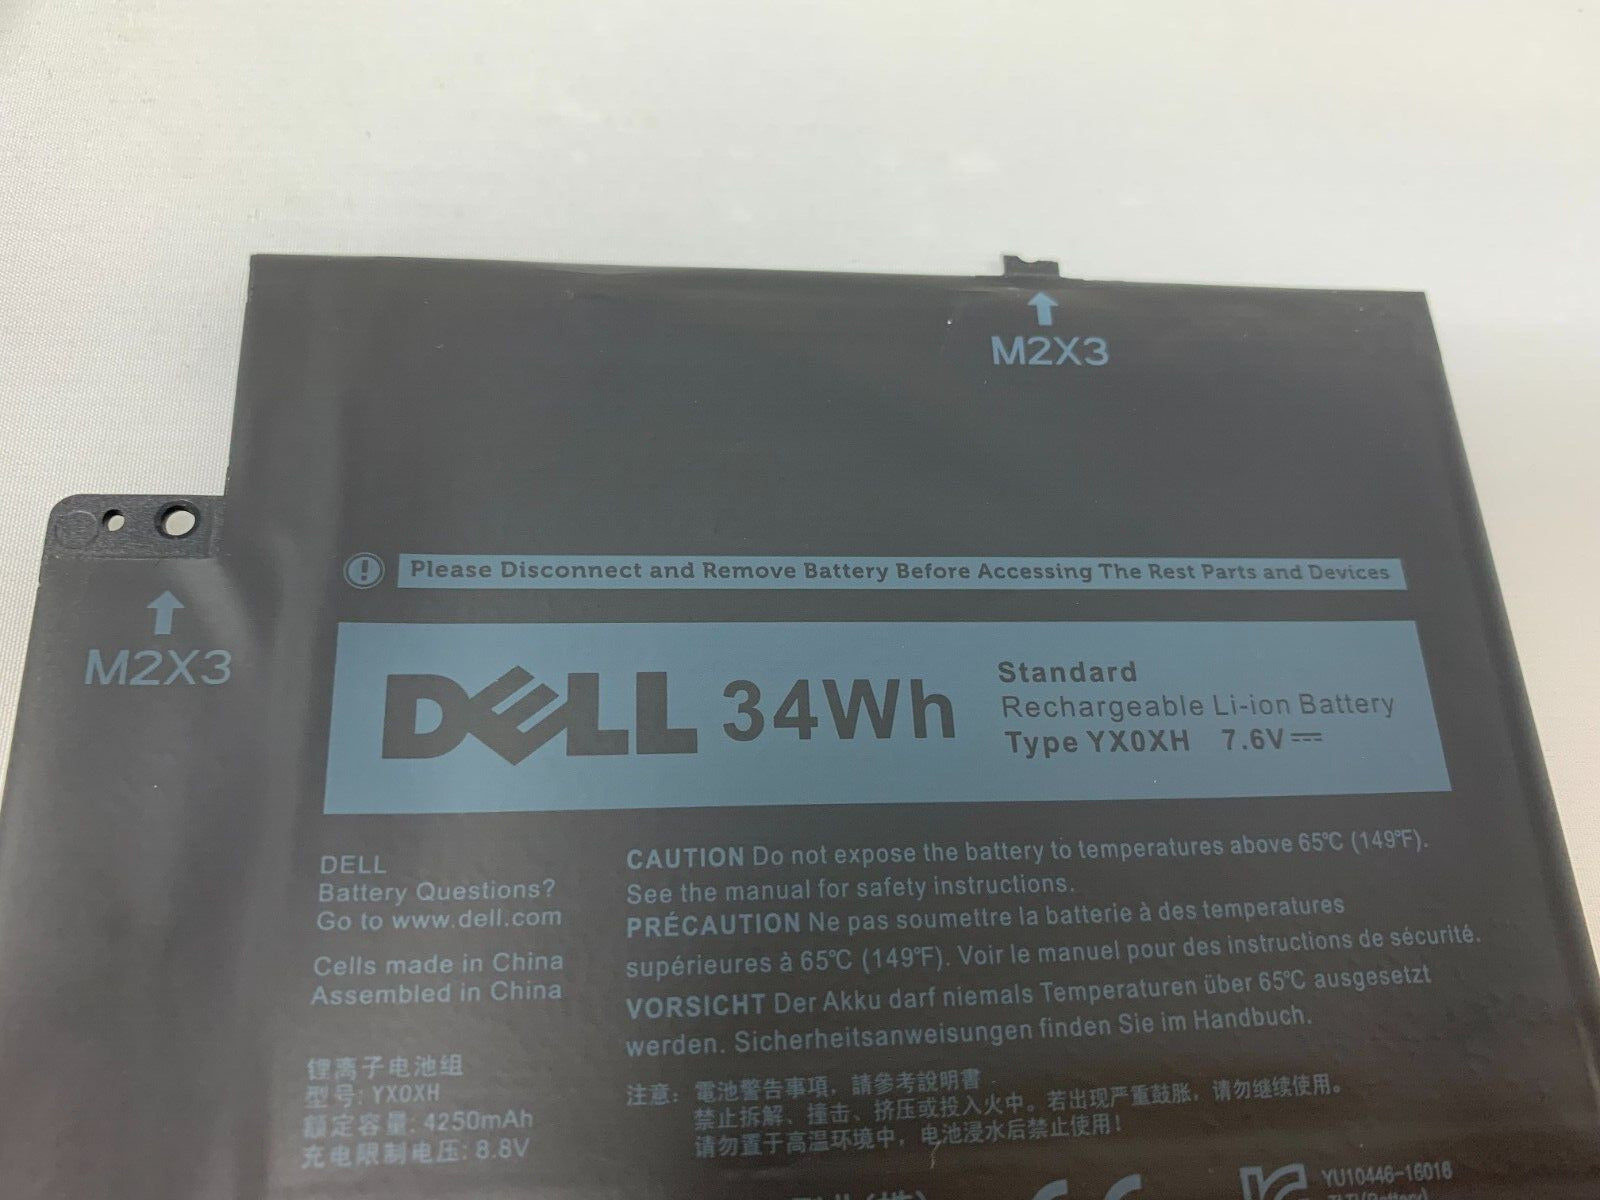 M2X3
Please Disconnect and Remove Battery Before Accessing The Rest Parts and Devices
M2X3
DELL 34Wh
Standard
Rechargeable Li-ion Battery
Type YX0XH 7.6V
DELL
Battery Questions?
Go to www.dell.com
Cells made in China
Assembled in China
锂离子电池组
型号: YX0XH
额定容量: 4250mAh
充电限制电压: 8.8V
CAUTION Do not expose the battery to temperatures above 65°C (149°F).
See the manual for safety instructions.
PRÉCAUTION Ne pas soumettre la batterie à des temperatures
supérieures à 65°C (149°F). Voir le manuel pour des instructions de sécurité.
VORSICHT Der Akku darf niemals Temperaturen über 65°C ausgesetzt
werden. Sicherheitsanweisungen finden Sie im Handbuch.
注意: 電池警告事項, 請參考說明書
禁止拆解、撞击、挤压或投入火中。若出现严重鼓胀, 请勿继续使用。
请勿置于高温环境中, 电池浸水后禁止使用!
YU10446-16016